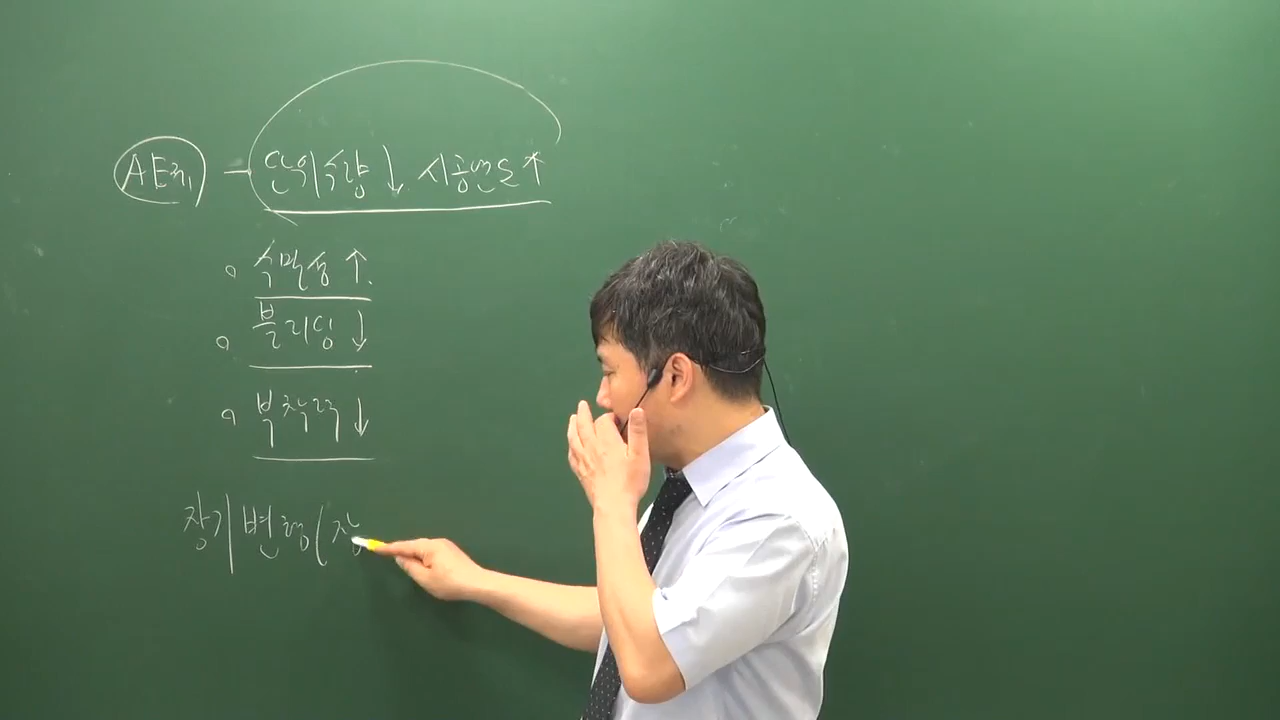 AE제 - 단위수량↓ 시공연도↑
◦ 수밀성↑
◦ 블리딩↓
◦ 부착력↓
장기변형(장